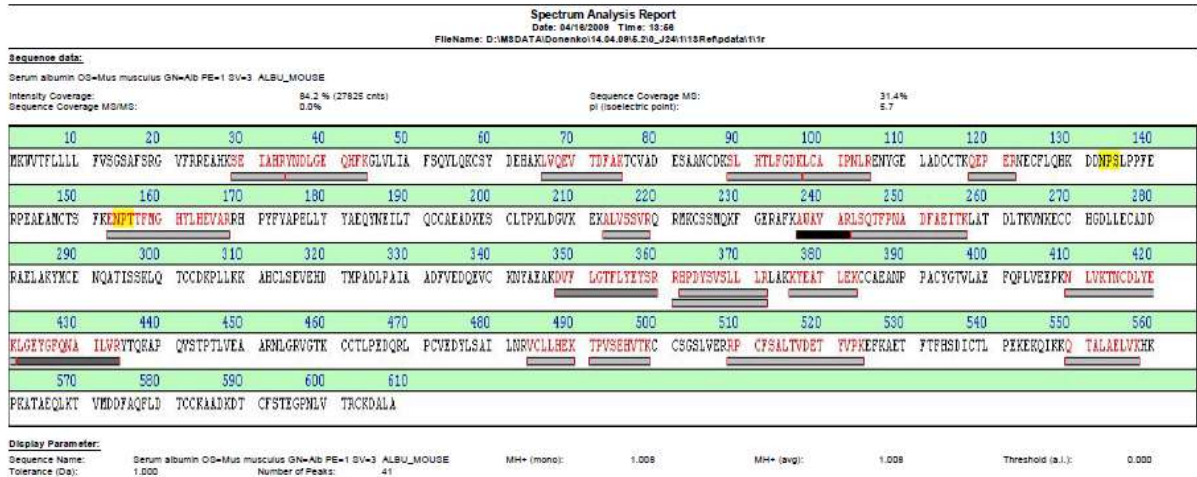 Spectrum Analysis Report
Date: 04/16/2009 Time: 13:56
FileName: D:\MSDATA\Donenko\14.04.09\5.2\0_J24\1\1SRef\pdata\1\1r
Sequence data:
Serum albumin OS=Mus musculus GN=Alb PE=1 SV=3 ALBU_MOUSE
Intensity Coverage: 84.2 % (27825 cnts) Sequence Coverage MS: 31.4%
Sequence Coverage MS/MS: 0.0% pI (isoelectric point): 5.7
10 20 30 40 50 60 70 80 90 100 110 120 130 140
MKWVTFLLLL FVSGSAFSRG VFRREAHKSE IAHRYNDLGE QHFKGLVLIA FSQYLQKCSY DEHAKLVQEV TDFAKTCVAD ESAANCDKSL HTLFGDKLCA IPNLRENYGE LADCCTKQEP ERNECFLQHK DDNPSLPPFE
150 160 170 180 190 200 210 220 230 240 250 260 270 280
RPEAEAMCTS FKENPTTFMG HYLHEVARRH PYFYAPELLY YAEQYNEILT QCCAEADKES CLTPKLDGVK EKALVSSVRQ RMKCSSMQKF GERAFKAWAV ARLSQTFPNA DFAEITKLAT DLTKVNKECC HGDLLECADD
290 300 310 320 330 340 350 360 370 380 390 400 410 420
RAELAKYMCE NQATISSKLQ TCCDKPLLKK AHCLSEVEHD TMPADLPAIA ADFVEDQEVC KNYAEAKDVF LGTFLYEYSR RHPDYSVSLL LRLAKKYEAT LEKCCAEANP PACYGTVLAE FQPLVEEPKN LVKTNCDLYE
430 440 450 460 470 480 490 500 510 520 530 540 550 560
KLGEYGFQNA ILVRYTQKAP QVSTPTLVEA ARNLGRVGTK CCTLPEDQRL PCVEDYLSAI LNRVCLLHEK TPVSEHVTKC CSGSLVERRP CFSALTVDET YVPKEFKAET FTFHSDICTL PEKEKQIKKQ TALAELVKHK
570 580 590 600 610
PKATAEQLKT VMDDFAQFLD TCCKAADKDT CFSTEGPNLV TRCKDALA
Display Parameter:
Sequence Name: Serum albumin OS=Mus musculus GN=Alb PE=1 SV=3 ALBU_MOUSE MH+ (mono): 1.008 MH+ (avg): 1.008 Threshold (a.i.): 0.000
Tolerance (Da): 1.000 Number of Peaks: 41